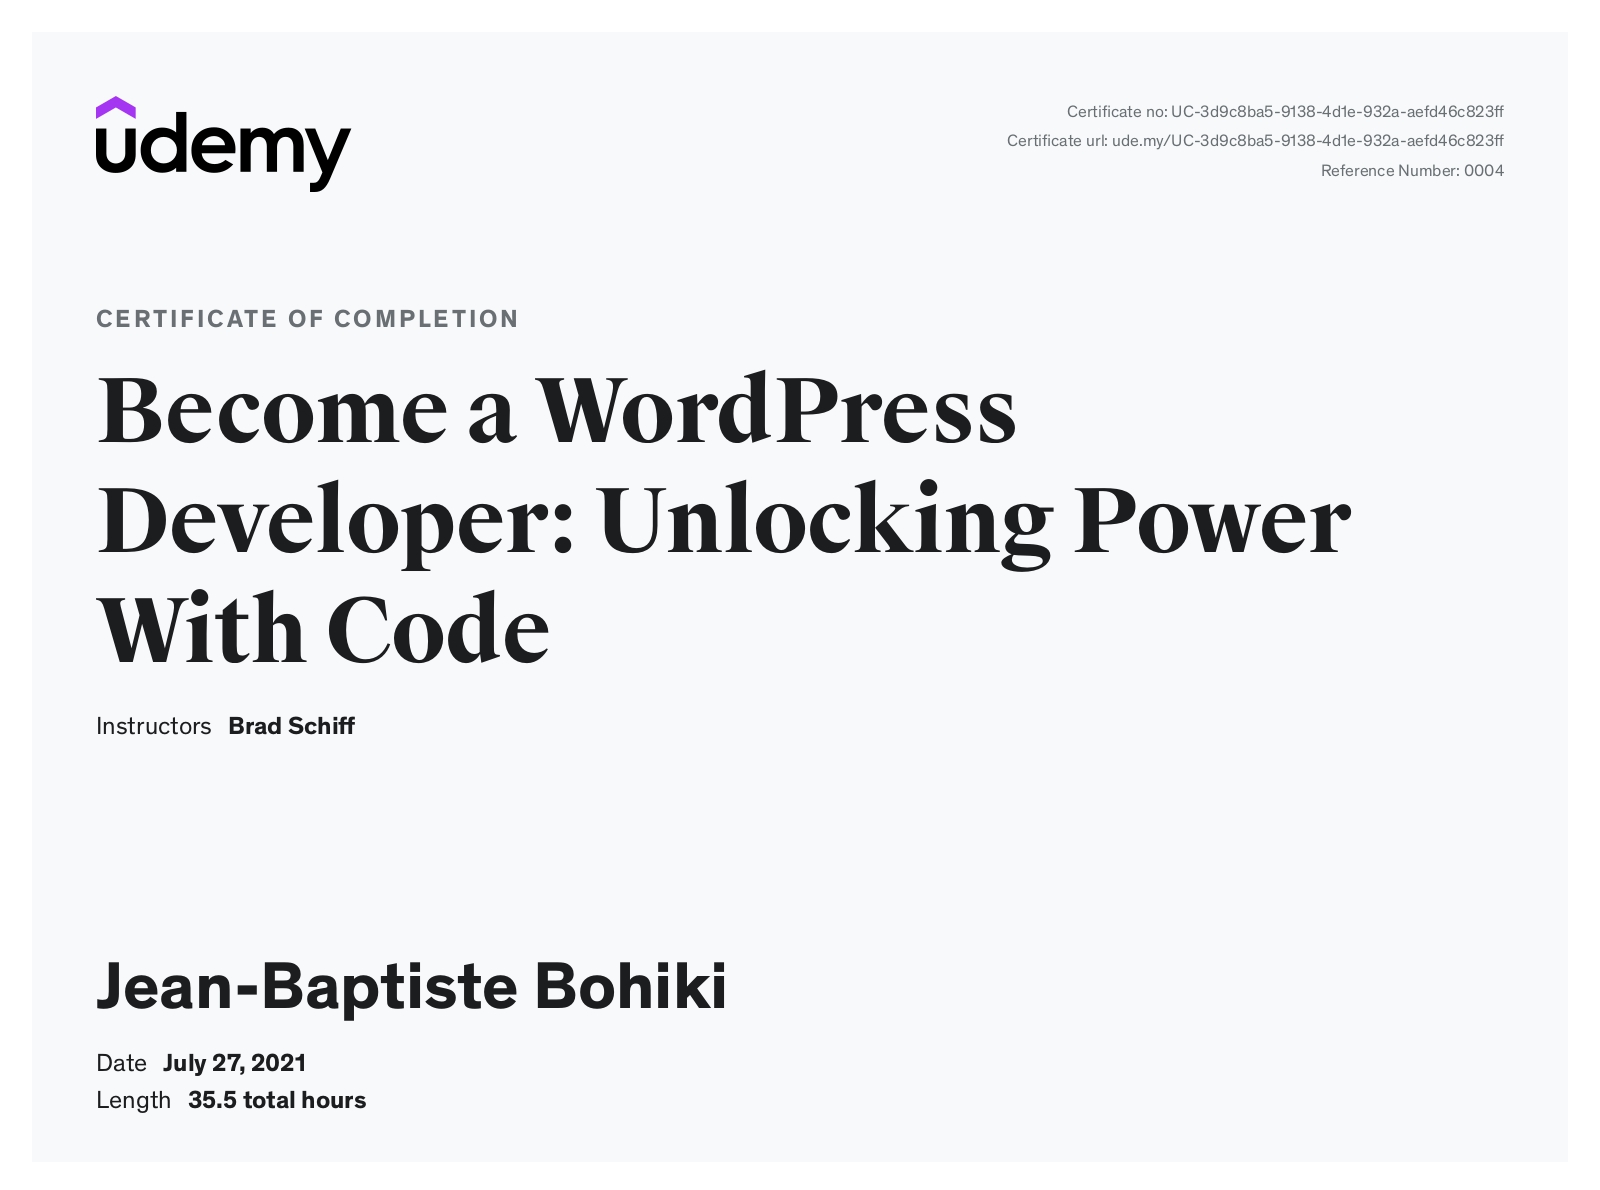 udemy
Certificate no: UC-3d9c8ba5-9138-4d1e-932a-aefd46c823ff
Certificate url: ude.my/UC-3d9c8ba5-9138-4d1e-932a-aefd46c823ff
Reference Number: 0004
CERTIFICATE OF COMPLETION
Become a WordPress
Developer: Unlocking Power
With Code
Instructors Brad Schiff
Jean-Baptiste Bohiki
Date July 27, 2021
Length 35.5 total hours